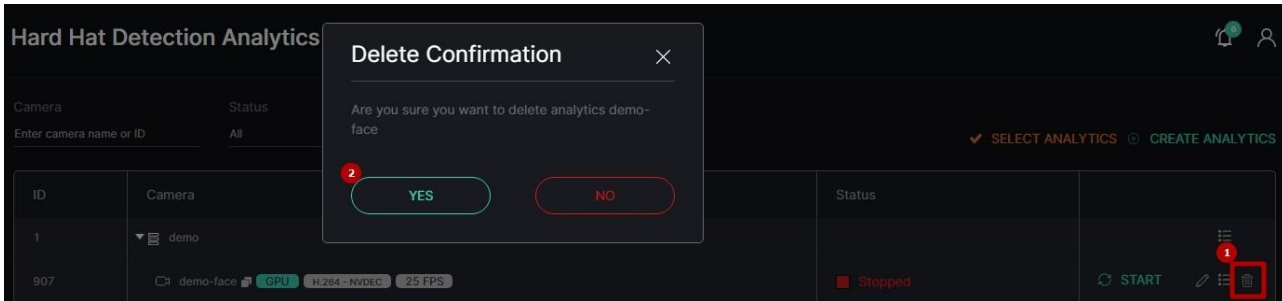 Hard Hat Detection Analytics
0
Delete Confirmation
Are you sure you want to delete analytics demo-
face
2
YES
NO
Camera
Status
Enter camera name or ID
All
SELECT ANALYTICS
CREATE ANALYTICS
ID
Camera
Status
1
demo
1
907
demo-face GPU H.264 - NVDEC 25 FPS
Stopped
START